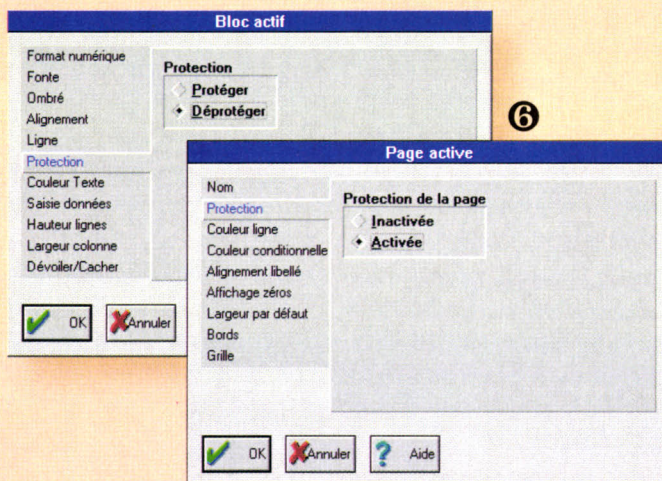 Bloc actif
Format numérique
Fonte
Ombré
Alignement
Ligne
Protection
Couleur Texte
Saisie données
Hauteur lignes
Largeur colonne
Dévoiler/Cacher
Protection
Protéger
Déprotéger
OK
Annuler
❻
Page active
Nom
Protection
Couleur ligne
Couleur conditionnelle
Alignement libellé
Affichage zéros
Largeur par défaut
Bords
Grille
Protection de la page
Inactivée
Activée
OK
Annuler
? Aide